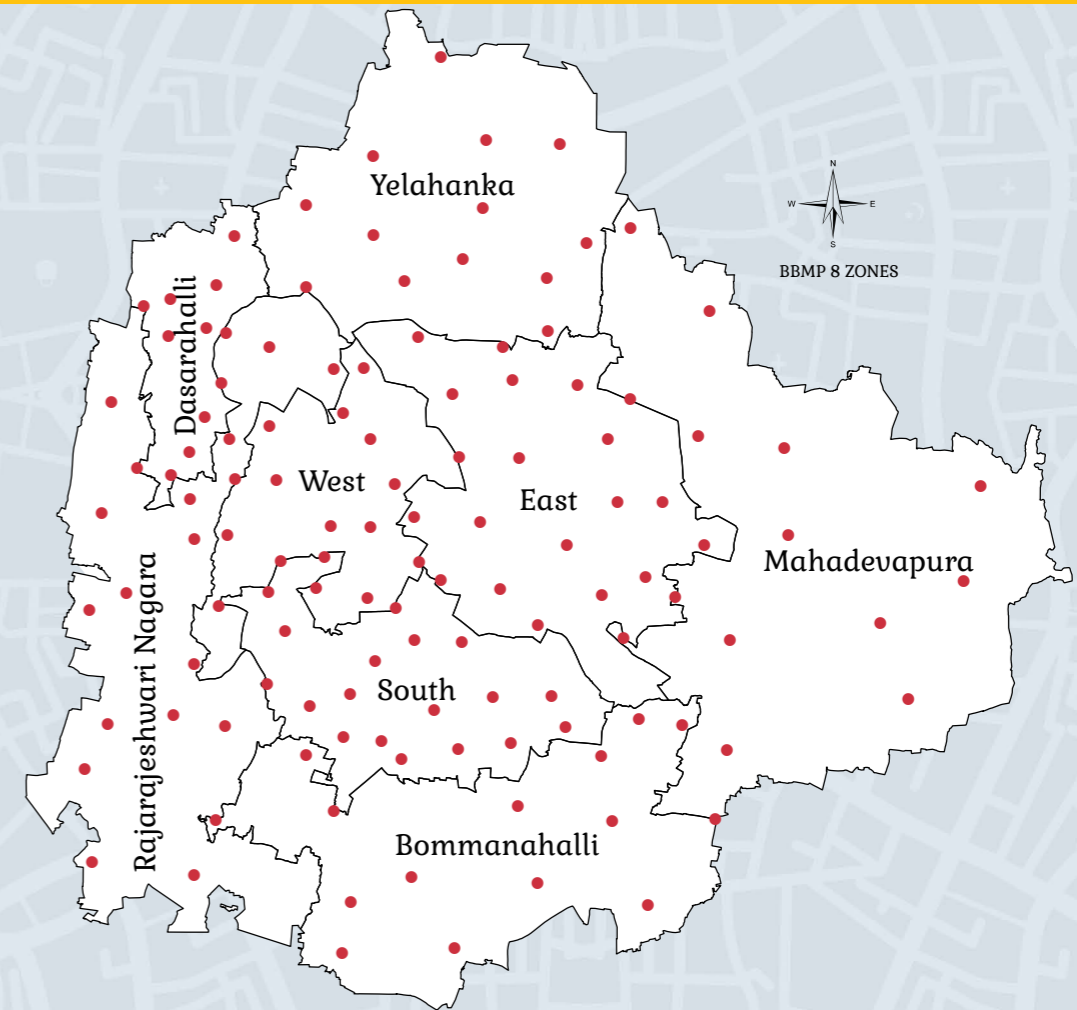 Yelahanka
N
W E
S
BBMP 8 ZONES
Dasarahalli
West
East
Mahadevapura
Rajarajeshwari Nagara
South
Bommanahalli